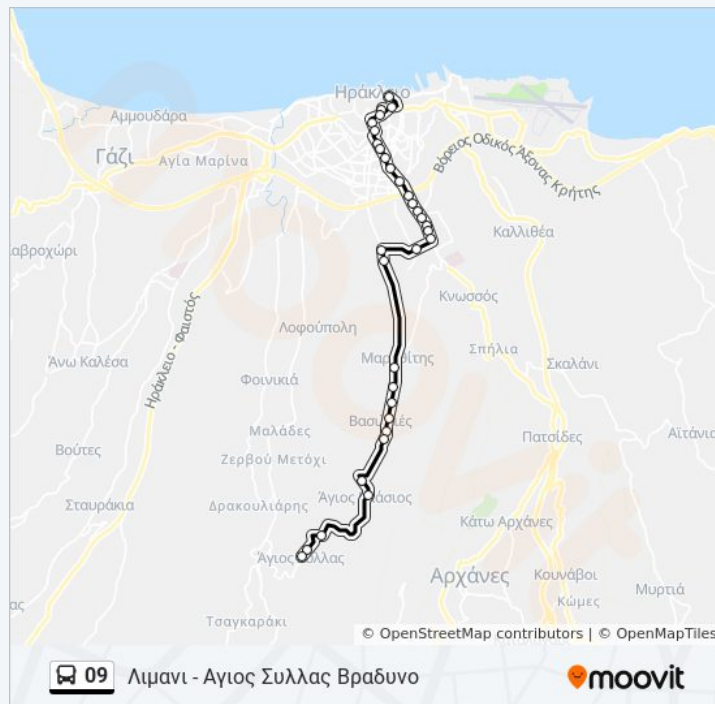 Ηράκλειο
Αμμουδάρα
Γάζι
Αγία Μαρίνα
Βόρειος Οδικός Άξονας Κρήτης
Καλλιθέα
Κνωσσός
Ηράκλειο - Φαιστός
Λοφούπολη
Σπήλια
Άνω Καλέσα
Σκαλάνι
Φοινικιά
Μαλάδες
Πατσίδες
Βούτες
Ζερβού Μετόχι
Σταυράκια
Δρακουλιάρης
Άγιος
Κάτω Αρχάνες
Αρχάνες
Κουνάβοι
Μυρτιά
Κώμες
Τσαγκαράκι
© OpenStreetMap contributors | © OpenMapTiles
09 Λιμανι - Αγιος Συλλας Βραδυνο
moovit